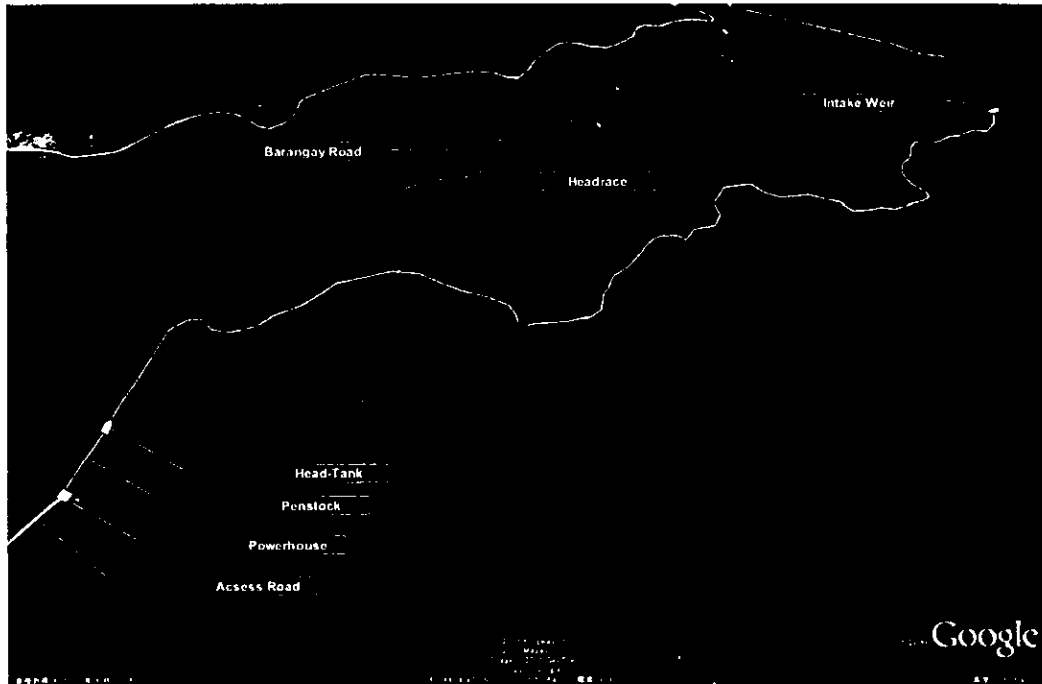 Intake Weir
Barangay Road
Headrace
Head-Tank
Penstock
Powerhouse
Acsess Road
Google